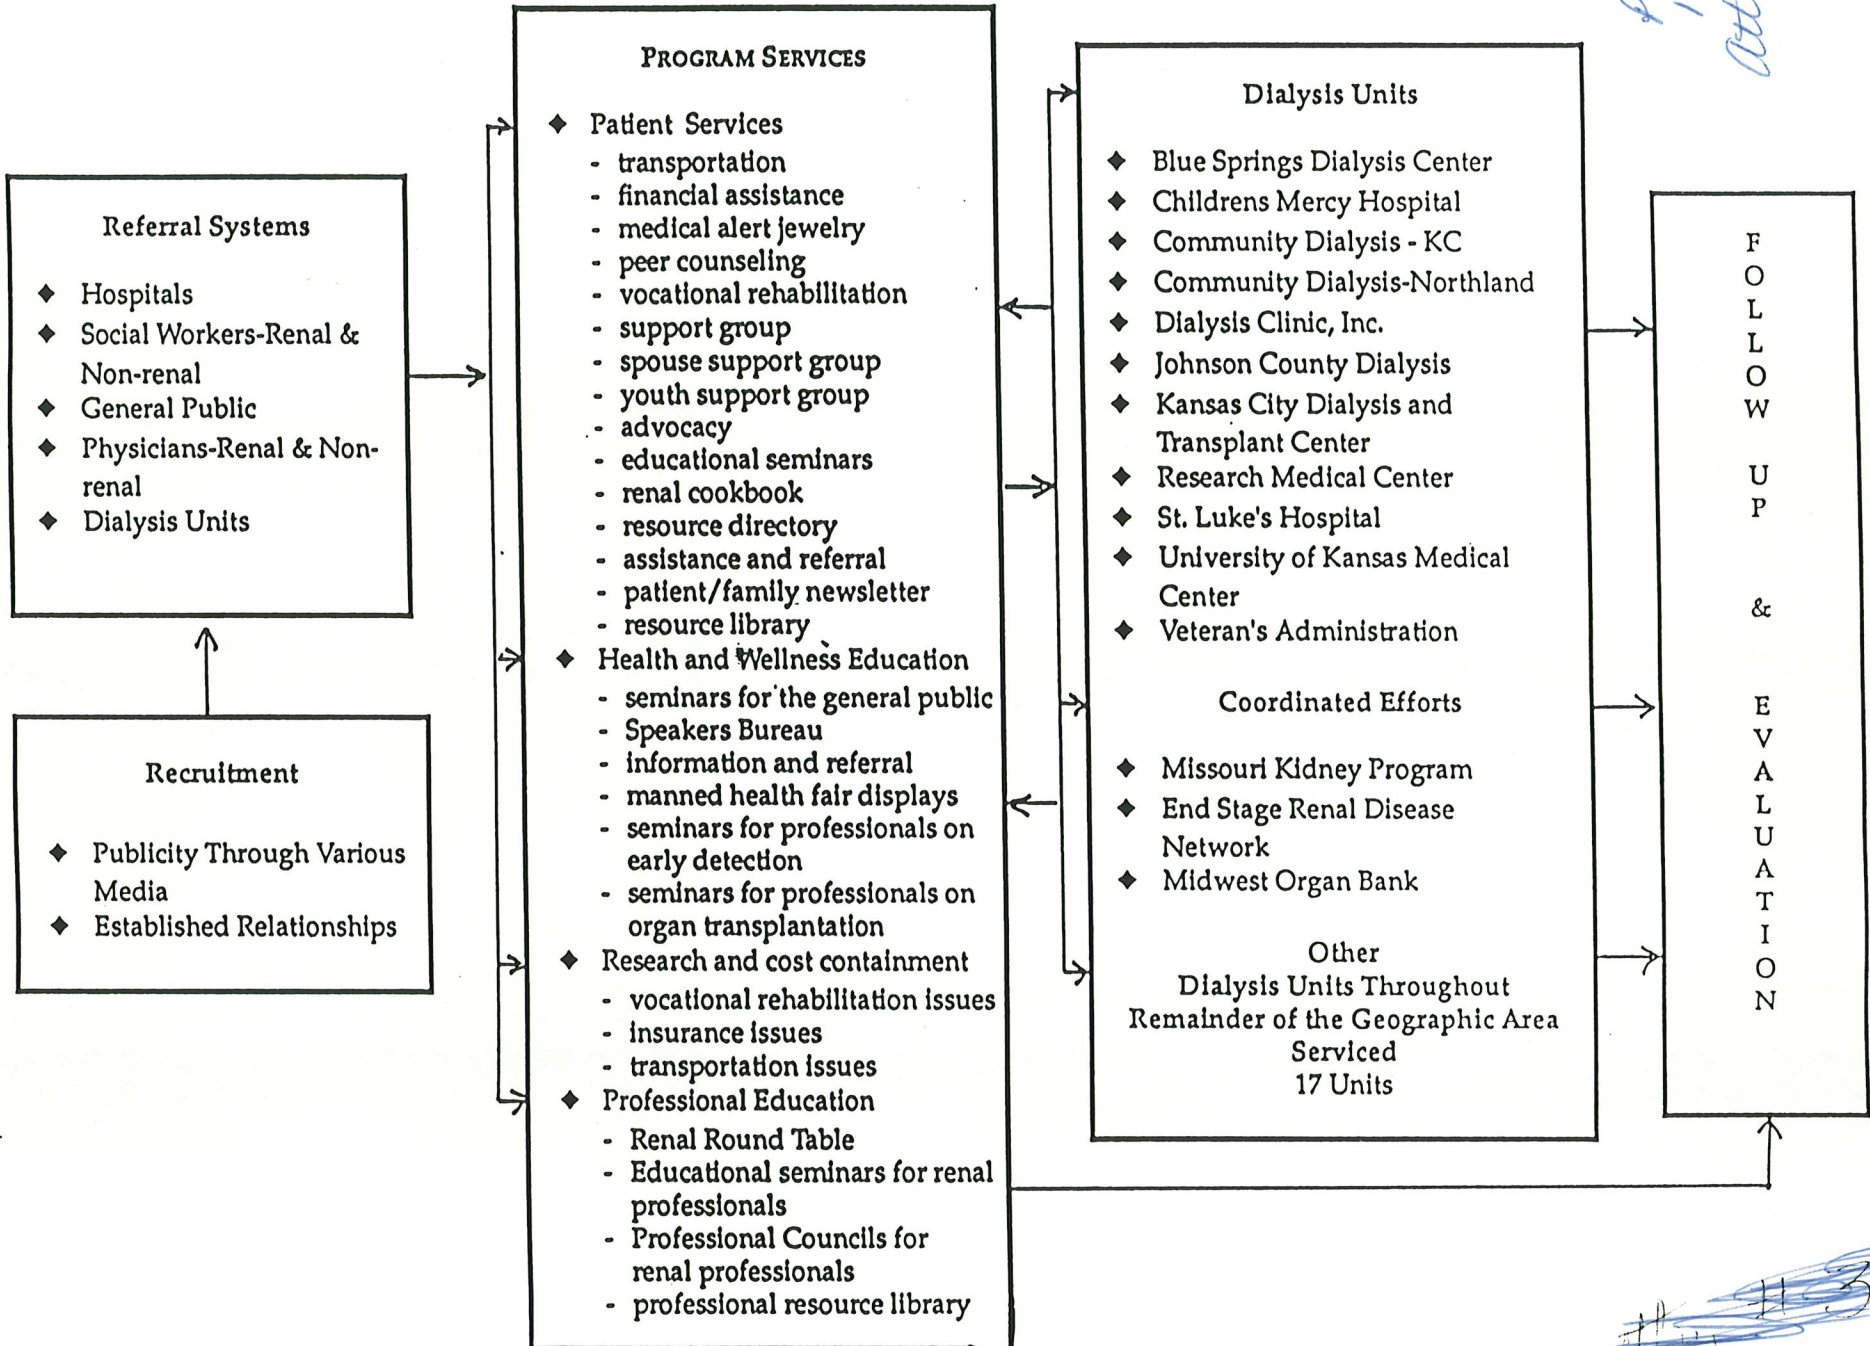 Referral Systems
◆ Hospitals
◆ Social Workers-Renal &
Non-renal
◆ General Public
◆ Physicians-Renal & Non-
renal
◆ Dialysis Units
Recruitment
◆ Publicity Through Various
Media
◆ Established Relationships
PROGRAM SERVICES
◆ Patient Services
- transportation
- financial assistance
- medical alert jewelry
- peer counseling
- vocational rehabilitation
- support group
- spouse support group
- youth support group
- advocacy
- educational seminars
- renal cookbook
- resource directory
- assistance and referral
- patient/family newsletter
- resource library
◆ Health and Wellness Education
- seminars for the general public
- Speakers Bureau
- information and referral
- manned health fair displays
- seminars for professionals on
early detection
- seminars for professionals on
organ transplantation
◆ Research and cost containment
- vocational rehabilitation issues
- insurance issues
- transportation issues
◆ Professional Education
- Renal Round Table
- Educational seminars for renal
professionals
- Professional Councils for
renal professionals
- professional resource library
Dialysis Units
◆ Blue Springs Dialysis Center
◆ Childrens Mercy Hospital
◆ Community Dialysis - KC
◆ Community Dialysis-Northland
◆ Dialysis Clinic, Inc.
◆ Johnson County Dialysis
◆ Kansas City Dialysis and
Transplant Center
◆ Research Medical Center
◆ St. Luke's Hospital
◆ University of Kansas Medical
Center
◆ Veteran's Administration
Coordinated Efforts
◆ Missouri Kidney Program
◆ End Stage Renal Disease
Network
◆ Midwest Organ Bank
Other
Dialysis Units Throughout
Remainder of the Geographic Area
Serviced
17 Units
FOLLOW UP & EVALUATION